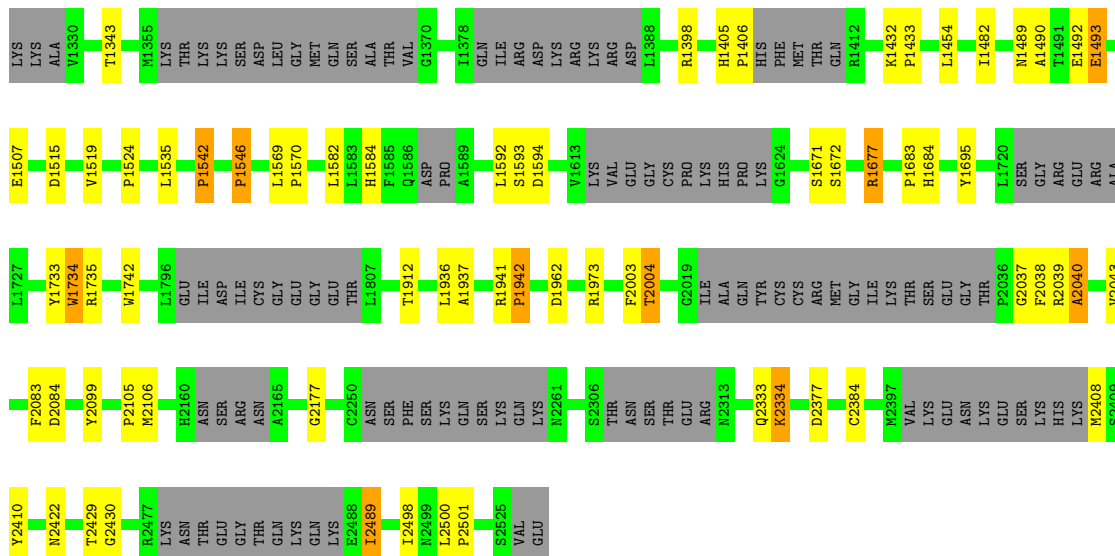 LYS LYS ALA V1330 T1343 M1355 LYS THR LYS LYS SER ASP LEU GLY MET GLN SER ALA THR VAL G1370 I1378 GLN ILE ARG ASP LYS ARG LYS ARG ASP L1388 R1398 H1405 P1406 HIS PHE MET THR GLN R1412 K1432 P1433 L1454 I1482 N1489 A1490 T1491 E1492 E1493
E1507 D1515 V1519 P1524 L1535 P1542 P1546 L1569 P1570 L1582 L1583 H1584 F1585 Q1586 ASP PRO A1589 L1592 S1593 D1594 V1613 LYS VAL GLU GLY CYS PRO LYS HIS PRO LYS G1624 S1671 S1672 R1677 P1683 H1684 Y1695 L1720 SER GLY ARG GLU ARG ALA
L1727 Y1733 W1734 R1735 W1742 L1796 GLU ILE ASP ILE CYS GLY GLU GLY THR L1807 T1912 L1936 A1937 R1941 P1942 D1962 R1973 F2003 T2004 G2019 ILE ALA GLN TYR CYS CYS ARG MET GLY ILE LYS THR SER GLU GLY THR P2036 G2037 F2038 R2039 A2040
F2083 D2084 Y2099 P2105 M2106 H2160 ASN SER ARG ASN A2165 G2177 C2250 ASN SER PHE SER LYS GLN SER LYS GLN LYS N2261 S2306 THR ASN SER THR GLU ARG N2313 Q2333 K2334 D2377 C2384 M2397 VAL LYS GLU ASN LYS GLU SER LYS HIS LYS M2408 S2409
Y2410 N2422 T2429 G2430 R2477 LYS ASN THR GLU GLY THR GLN LYS GLN LYS E2488 I2489 I2498 N2499 L2500 P2501 S2525 VAL GLU